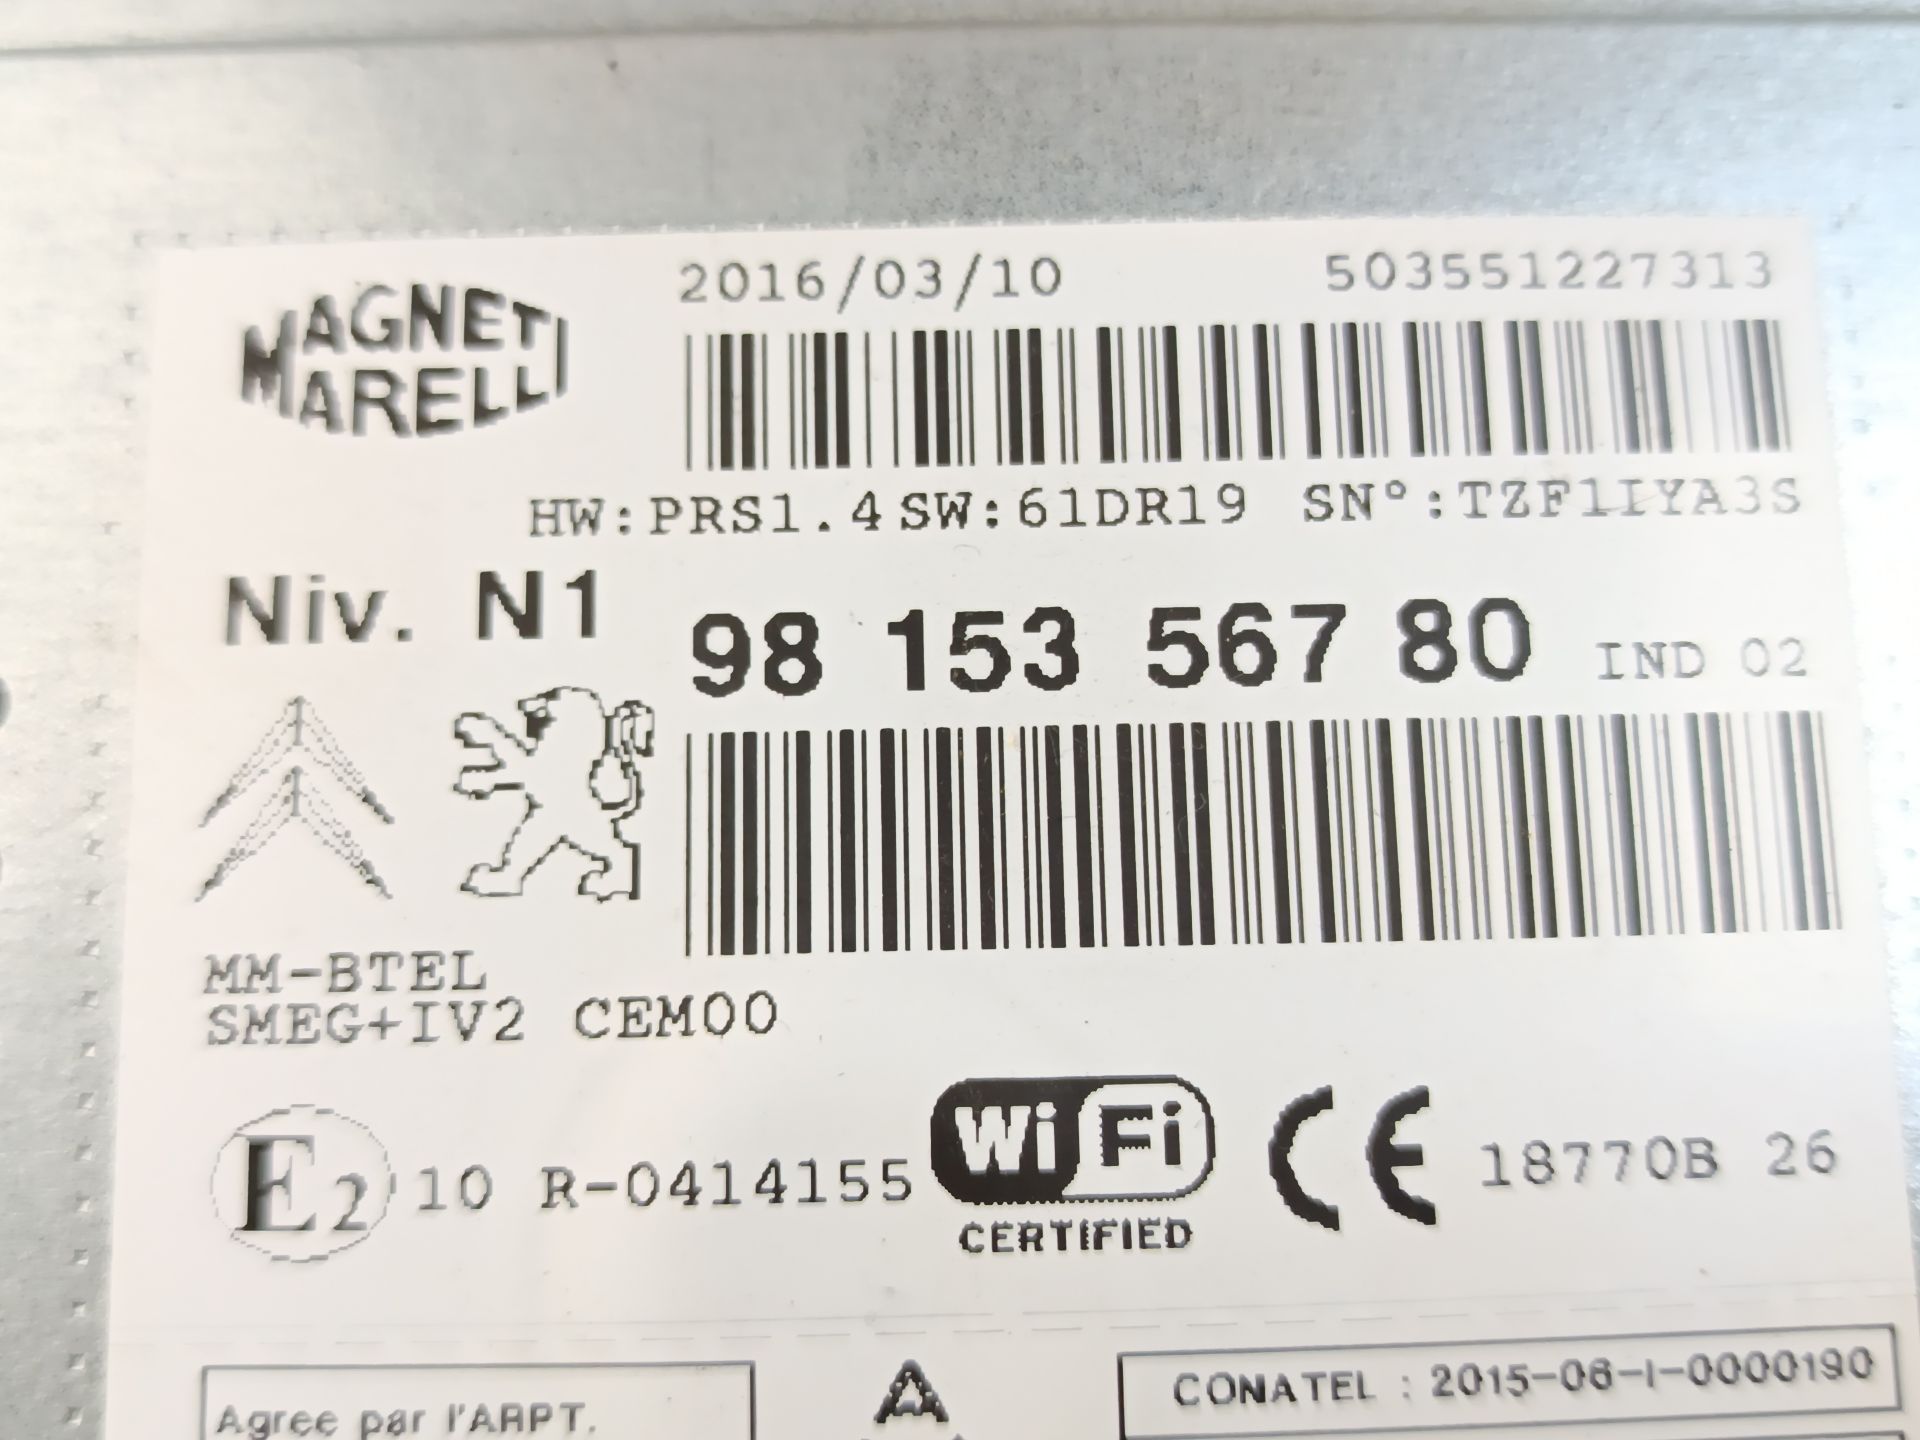 MAGNETI
MARELLI
2016/03/10 503551227313
HW:PRS1.4 SW:61DR19 SN°:TZF1IYA3S
Niv. N1
98 153 567 80 IND 02
MM-BTEL
SMEG+IV2 CEM00
E2 10 R-0414155
WiFi
CERTIFIED
CE 18770B 26
Agree par l'ARPT.
CONATEL : 2015-06-I-0000190